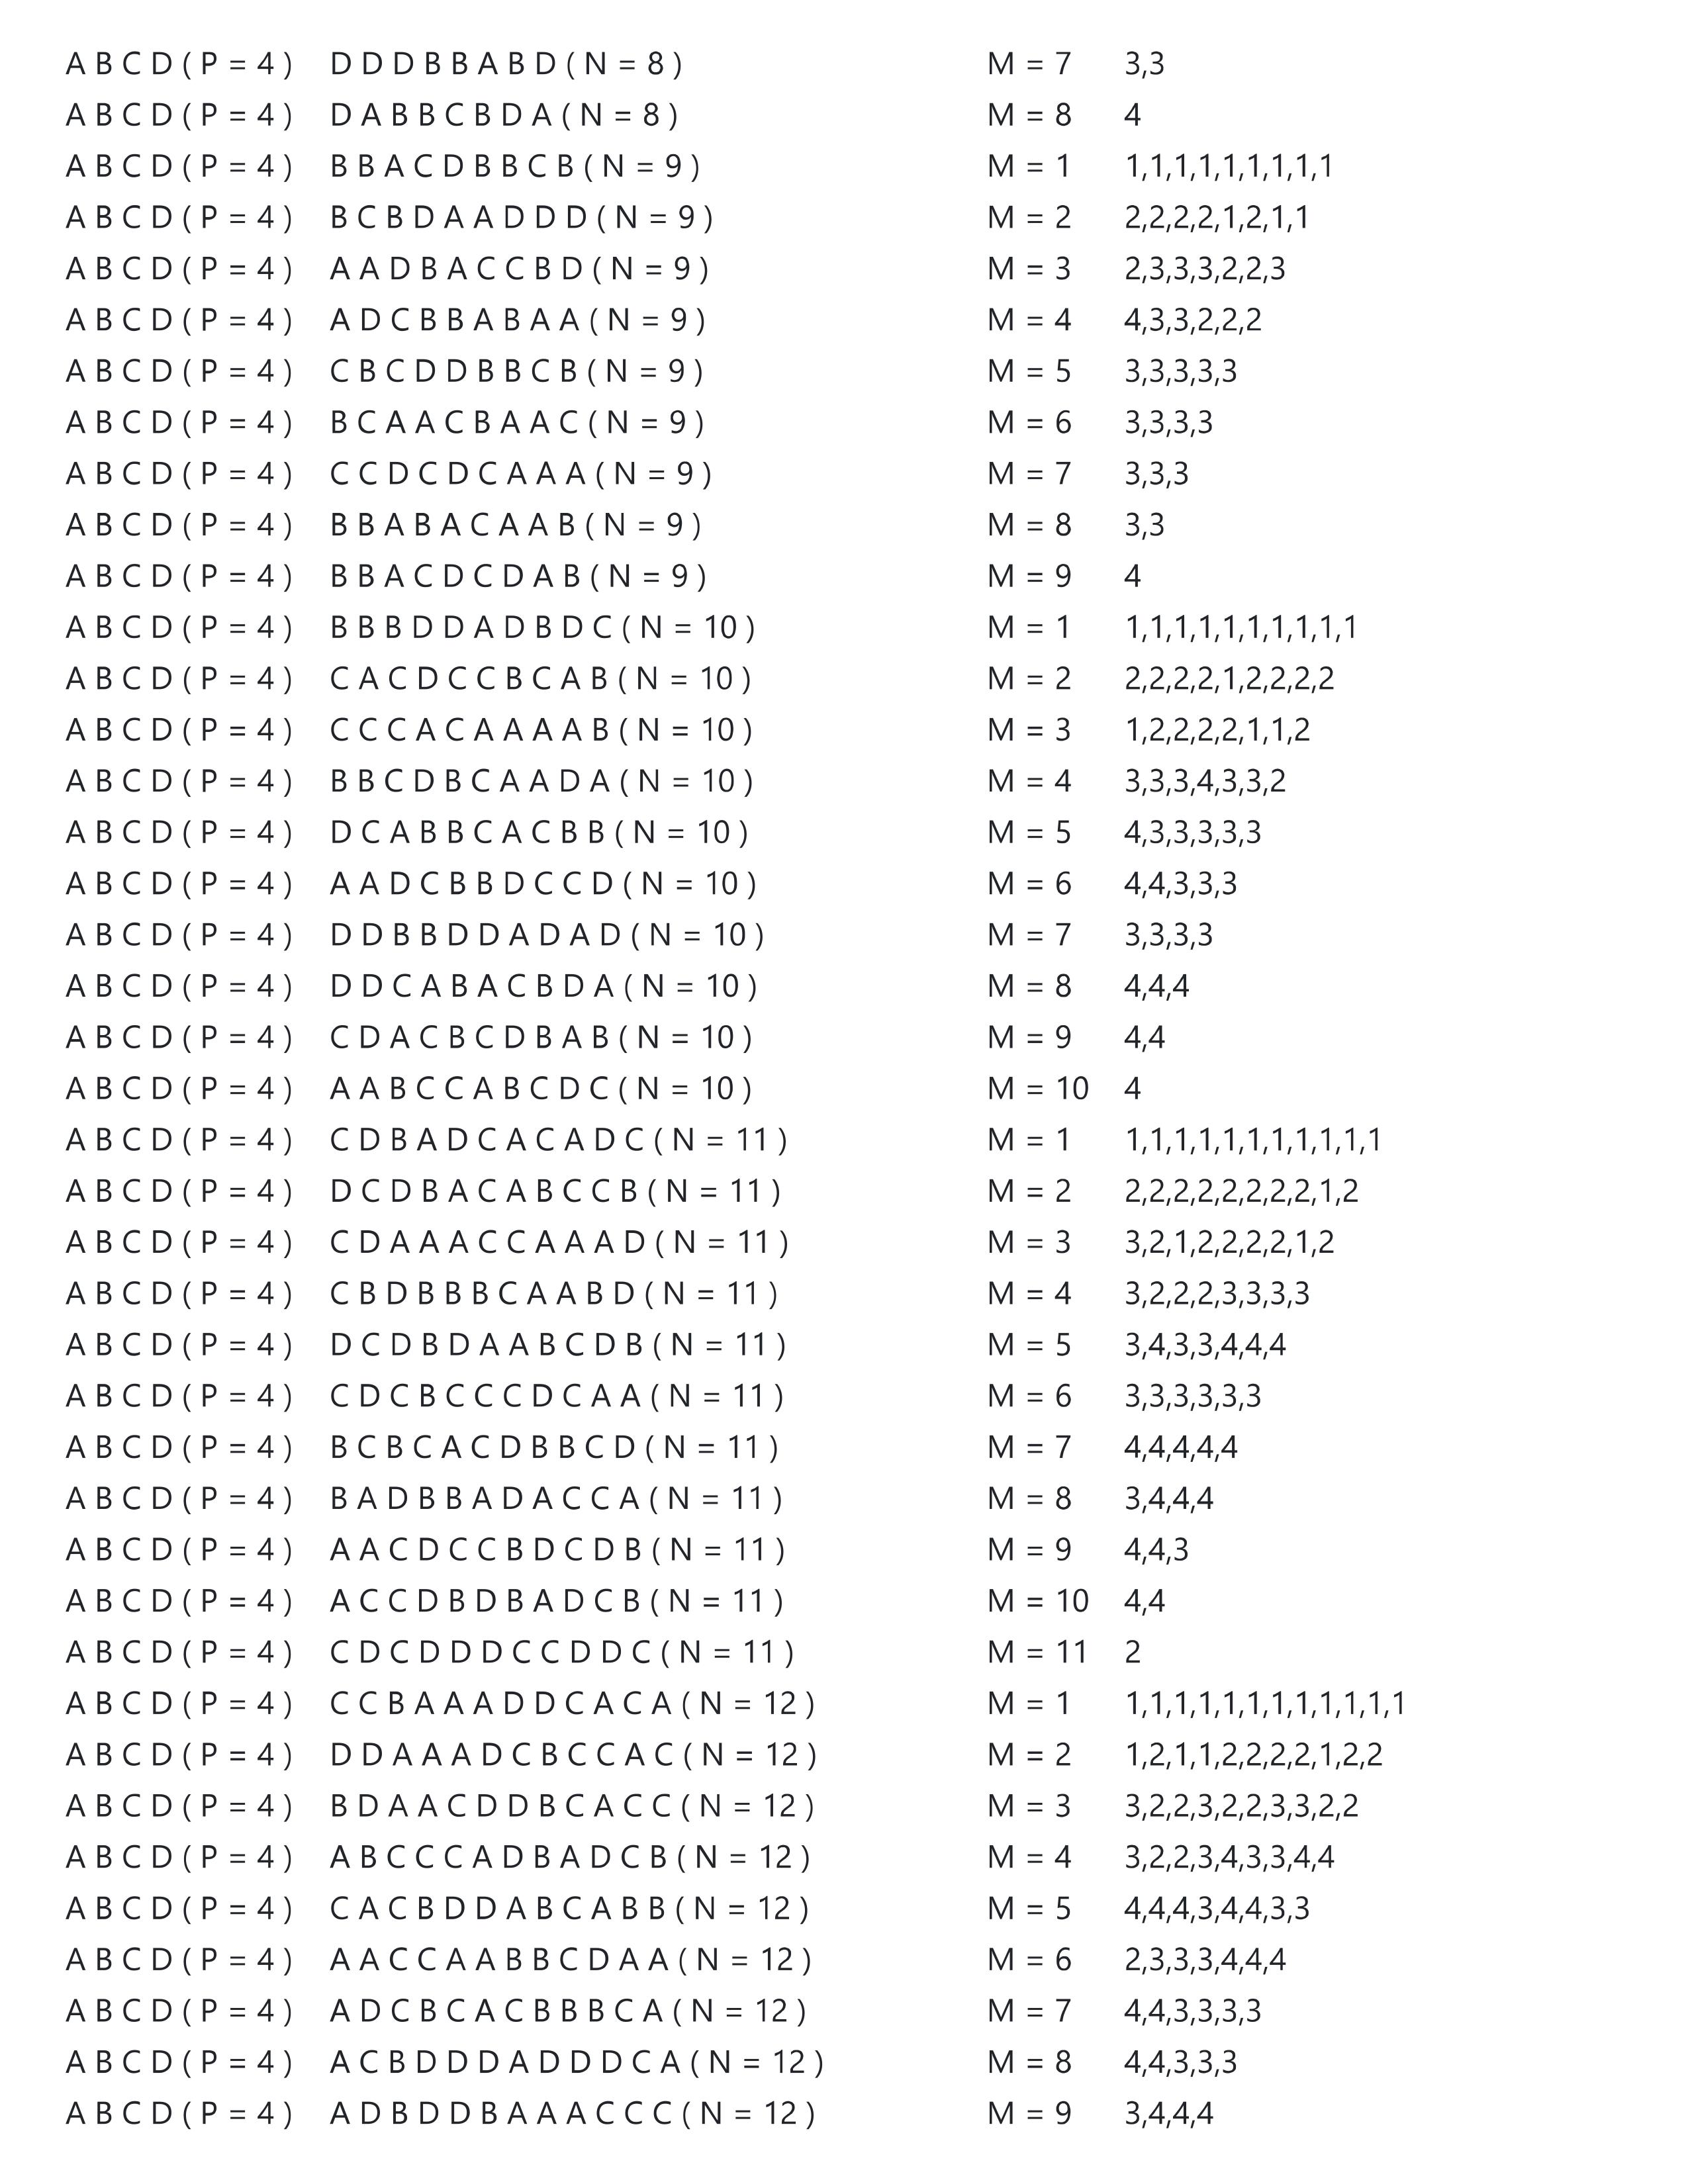 A B C D ( P = 4 ) D D D B B A B D ( N = 8 ) M = 7 3,3
A B C D ( P = 4 ) D A B B C B D A ( N = 8 ) M = 8 4
A B C D ( P = 4 ) B B A C D B B C B ( N = 9 ) M = 1 1,1,1,1,1,1,1,1,1
A B C D ( P = 4 ) B C B D A A D D D ( N = 9 ) M = 2 2,2,2,2,1,2,1,1
A B C D ( P = 4 ) A A D B A C C B D ( N = 9 ) M = 3 2,3,3,3,2,2,3
A B C D ( P = 4 ) A D C B B A B A A ( N = 9 ) M = 4 4,3,3,2,2,2
A B C D ( P = 4 ) C B C D D B B C B ( N = 9 ) M = 5 3,3,3,3,3
A B C D ( P = 4 ) B C A A C B A A C ( N = 9 ) M = 6 3,3,3,3
A B C D ( P = 4 ) C C D C D C A A A ( N = 9 ) M = 7 3,3,3
A B C D ( P = 4 ) B B A B A C A A B ( N = 9 ) M = 8 3,3
A B C D ( P = 4 ) B B A C D C D A B ( N = 9 ) M = 9 4
A B C D ( P = 4 ) B B B D D A D B D C ( N = 10 ) M = 1 1,1,1,1,1,1,1,1,1,1
A B C D ( P = 4 ) C A C D C C B C A B ( N = 10 ) M = 2 2,2,2,2,1,2,2,2,2
A B C D ( P = 4 ) C C C A C A A A A B ( N = 10 ) M = 3 1,2,2,2,2,1,1,2
A B C D ( P = 4 ) B B C D B C A A D A ( N = 10 ) M = 4 3,3,3,4,3,3,2
A B C D ( P = 4 ) D C A B B C A C B B ( N = 10 ) M = 5 4,3,3,3,3,3
A B C D ( P = 4 ) A A D C B B D C C D ( N = 10 ) M = 6 4,4,3,3,3
A B C D ( P = 4 ) D D B B D D A D A D ( N = 10 ) M = 7 3,3,3,3
A B C D ( P = 4 ) D D C A B A C B D A ( N = 10 ) M = 8 4,4,4
A B C D ( P = 4 ) C D A C B C D B A B ( N = 10 ) M = 9 4,4
A B C D ( P = 4 ) A A B C C A B C D C ( N = 10 ) M = 10 4
A B C D ( P = 4 ) C D B A D C A C A D C ( N = 11 ) M = 1 1,1,1,1,1,1,1,1,1,1,1
A B C D ( P = 4 ) D C D B A C A B C C B ( N = 11 ) M = 2 2,2,2,2,2,2,2,2,1,2
A B C D ( P = 4 ) C D A A A C C A A A D ( N = 11 ) M = 3 3,2,1,2,2,2,2,1,2
A B C D ( P = 4 ) C B D B B B C A A B D ( N = 11 ) M = 4 3,2,2,2,3,3,3,3
A B C D ( P = 4 ) D C D B D A A B C D B ( N = 11 ) M = 5 3,4,3,3,4,4,4
A B C D ( P = 4 ) C D C B C C C D C A A ( N = 11 ) M = 6 3,3,3,3,3,3
A B C D ( P = 4 ) B C B C A C D B B C D ( N = 11 ) M = 7 4,4,4,4,4
A B C D ( P = 4 ) B A D B B A D A C C A ( N = 11 ) M = 8 3,4,4,4
A B C D ( P = 4 ) A A C D C C B D C D B ( N = 11 ) M = 9 4,4,3
A B C D ( P = 4 ) A C C D B D B A D C B ( N = 11 ) M = 10 4,4
A B C D ( P = 4 ) C D C D D D C C D D C ( N = 11 ) M = 11 2
A B C D ( P = 4 ) C C B A A A D D C A C A ( N = 12 ) M = 1 1,1,1,1,1,1,1,1,1,1,1,1
A B C D ( P = 4 ) D D A A A D C B C C A C ( N = 12 ) M = 2 1,2,1,1,2,2,2,2,1,2,2
A B C D ( P = 4 ) B D A A C D D B C A C C ( N = 12 ) M = 3 3,2,2,3,2,2,3,3,2,2
A B C D ( P = 4 ) A B C C C A D B A D C B ( N = 12 ) M = 4 3,2,2,3,4,3,3,4,4
A B C D ( P = 4 ) C A C B D D A B C A B B ( N = 12 ) M = 5 4,4,4,3,4,4,3,3
A B C D ( P = 4 ) A A C C A A B B C D A A ( N = 12 ) M = 6 2,3,3,3,4,4,4
A B C D ( P = 4 ) A D C B C A C B B B C A ( N = 12 ) M = 7 4,4,3,3,3,3
A B C D ( P = 4 ) A C B D D D A D D D C A ( N = 12 ) M = 8 4,4,3,3,3
A B C D ( P = 4 ) A D B D D B A A A C C C ( N = 12 ) M = 9 3,4,4,4